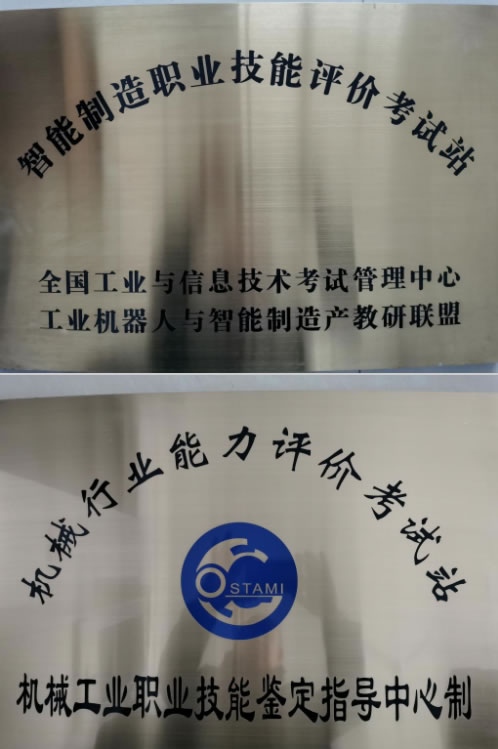 智能制造职业技能评价考试站
全国工业与信息技术考试管理中心
工业机器人与智能制造产教研联盟
机械行业能力评价考试站
OSTAMI
机械工业职业技能鉴定指导中心制